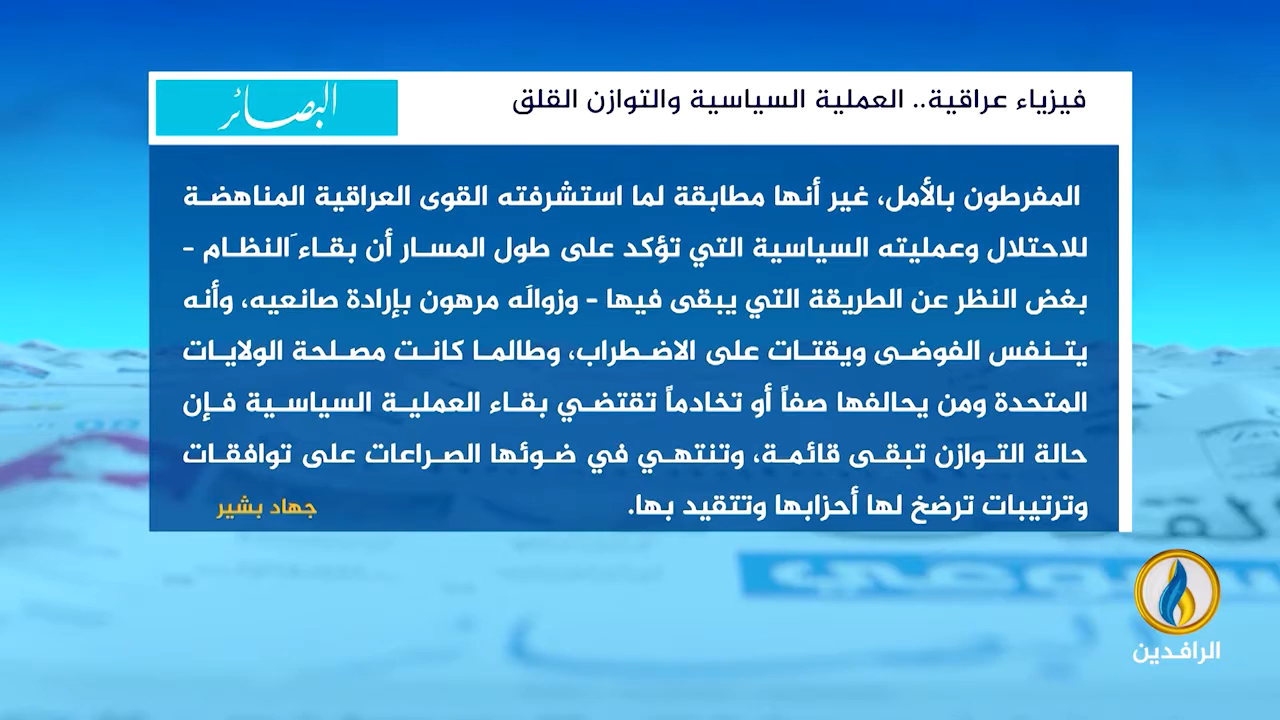 فيزياء عراقية.. العملية السياسية والتوازن القلق
البصائر
المفرطون بالأمل، غير أنها مطابقة لما استشرفته القوى العراقية المناهضة
للاحتلال وعمليته السياسية التي تؤكد على طول المسار أن بقاءَ النظام -
بغض النظر عن الطريقة التي يبقى فيها - وزوالَه مرهون بإرادة صانعيه، وأنه
يتنفس الفوضى ويقتات على الاضطراب، وطالما كانت مصلحة الولايات
المتحدة ومن يحالفها صفاً أو تخادماً تقتضي بقاء العملية السياسية فإن
حالة التوازن تبقى قائمة، وتنتهي في ضوئها الصراعات على توافقات
وترتيبات ترضخ لها أحزابها وتتقيد بها.
جهاد بشير
الرافدين